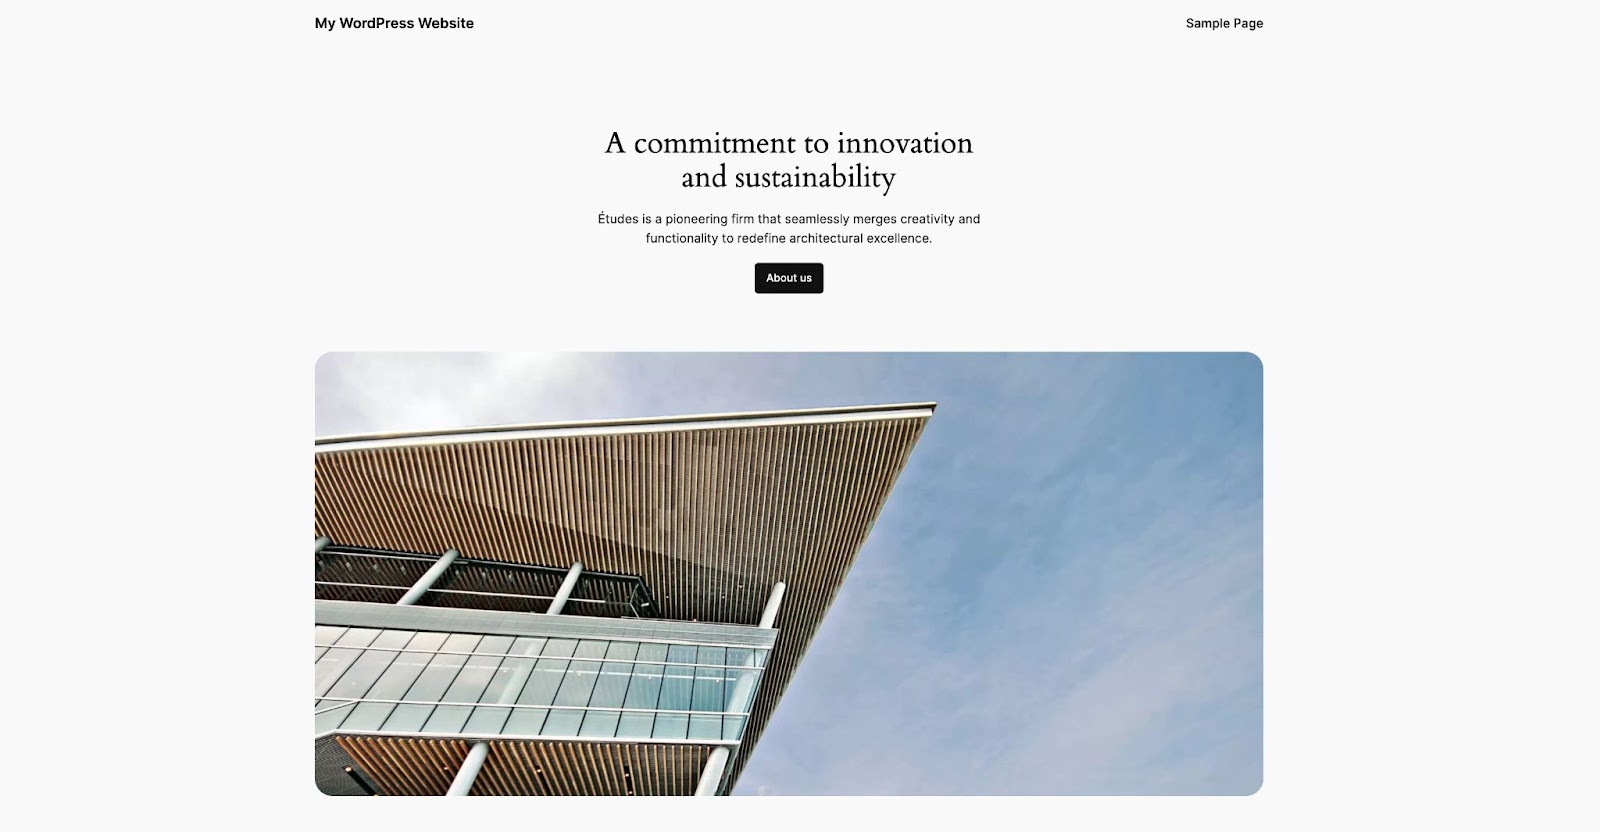 My WordPress Website
Sample Page
A commitment to innovation
and sustainability
Études is a pioneering firm that seamlessly merges creativity and
functionality to redefine architectural excellence.
About us